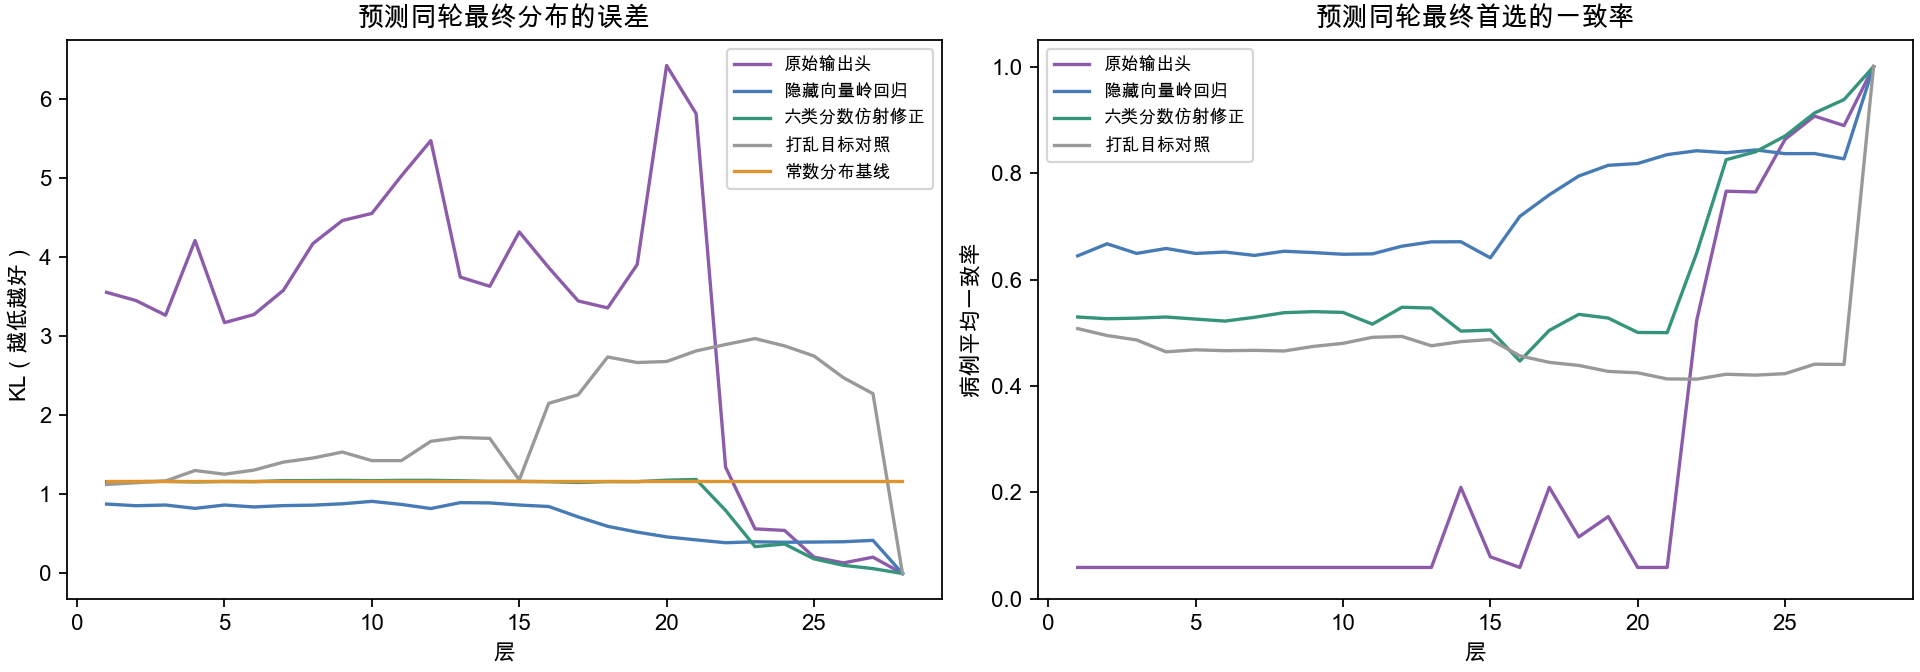 预测同轮最终分布的误差
KL（越低越好）
6
5
4
3
2
1
0
0
5
10
15
20
25
层
原始输出头
隐藏向量岭回归
六类分数仿射修正
打乱目标对照
常数分布基线
预测同轮最终首选的一致率
病例平均一致率
1.0
0.8
0.6
0.4
0.2
0.0
0
5
10
15
20
25
层
原始输出头
隐藏向量岭回归
六类分数仿射修正
打乱目标对照